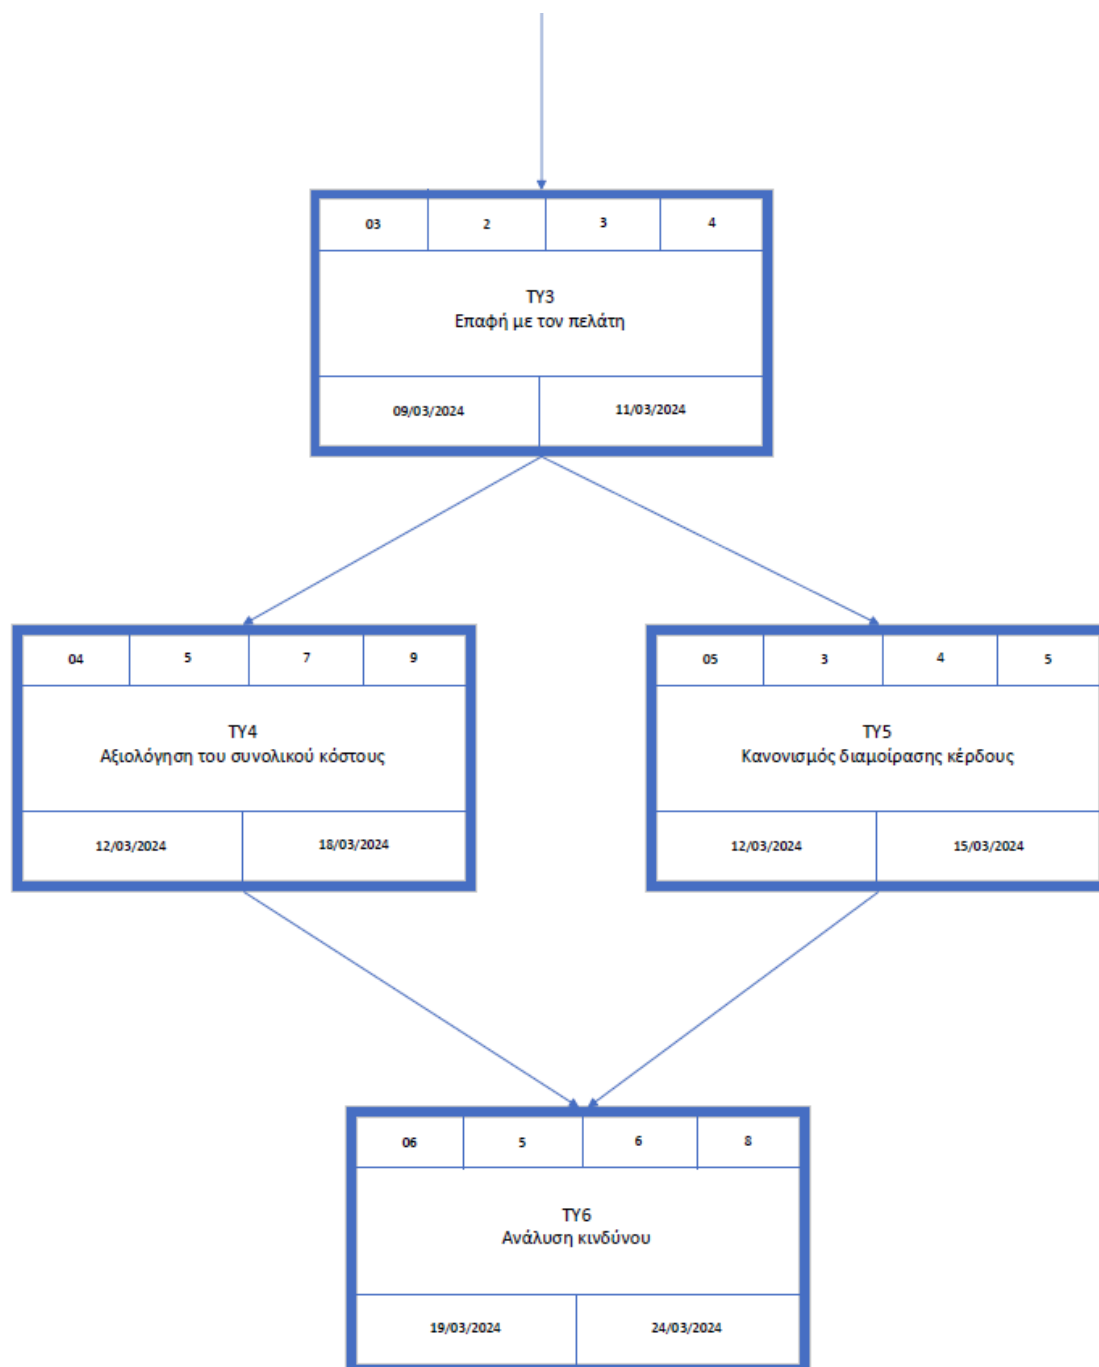 03 2 3 4
ΤΥ3
Επαφή με τον πελάτη
09/03/2024 11/03/2024
04 5 7 9
ΤΥ4
Αξιολόγηση του συνολικού κόστους
12/03/2024 18/03/2024
05 3 4 5
ΤΥ5
Κανονισμός διαμοίρασης κέρδους
12/03/2024 15/03/2024
06 5 6 8
ΤΥ6
Ανάλυση κινδύνου
19/03/2024 24/03/2024